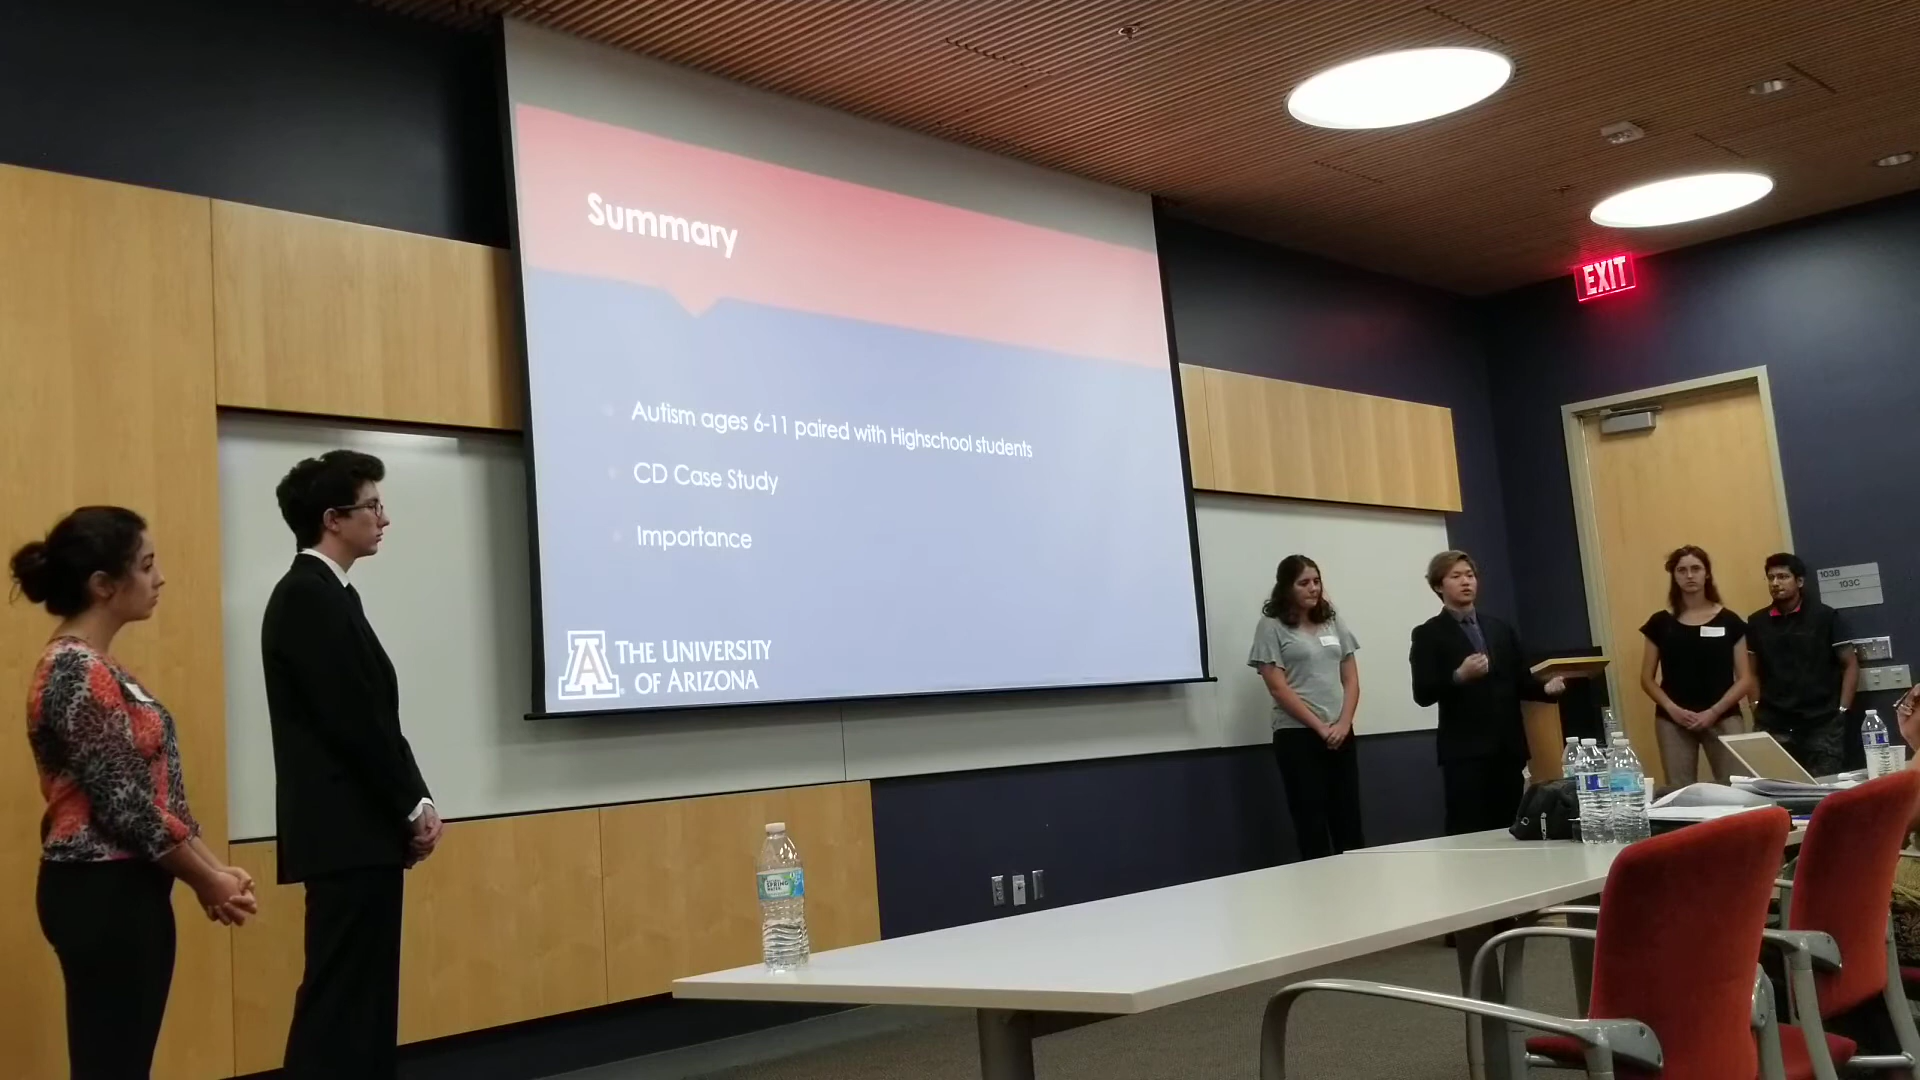 Summary
Autism ages 6-11 paired with Highschool students
CD Case Study
Importance
A
THE UNIVERSITY
OF ARIZONA
EXIT
103B
103C
SPRING